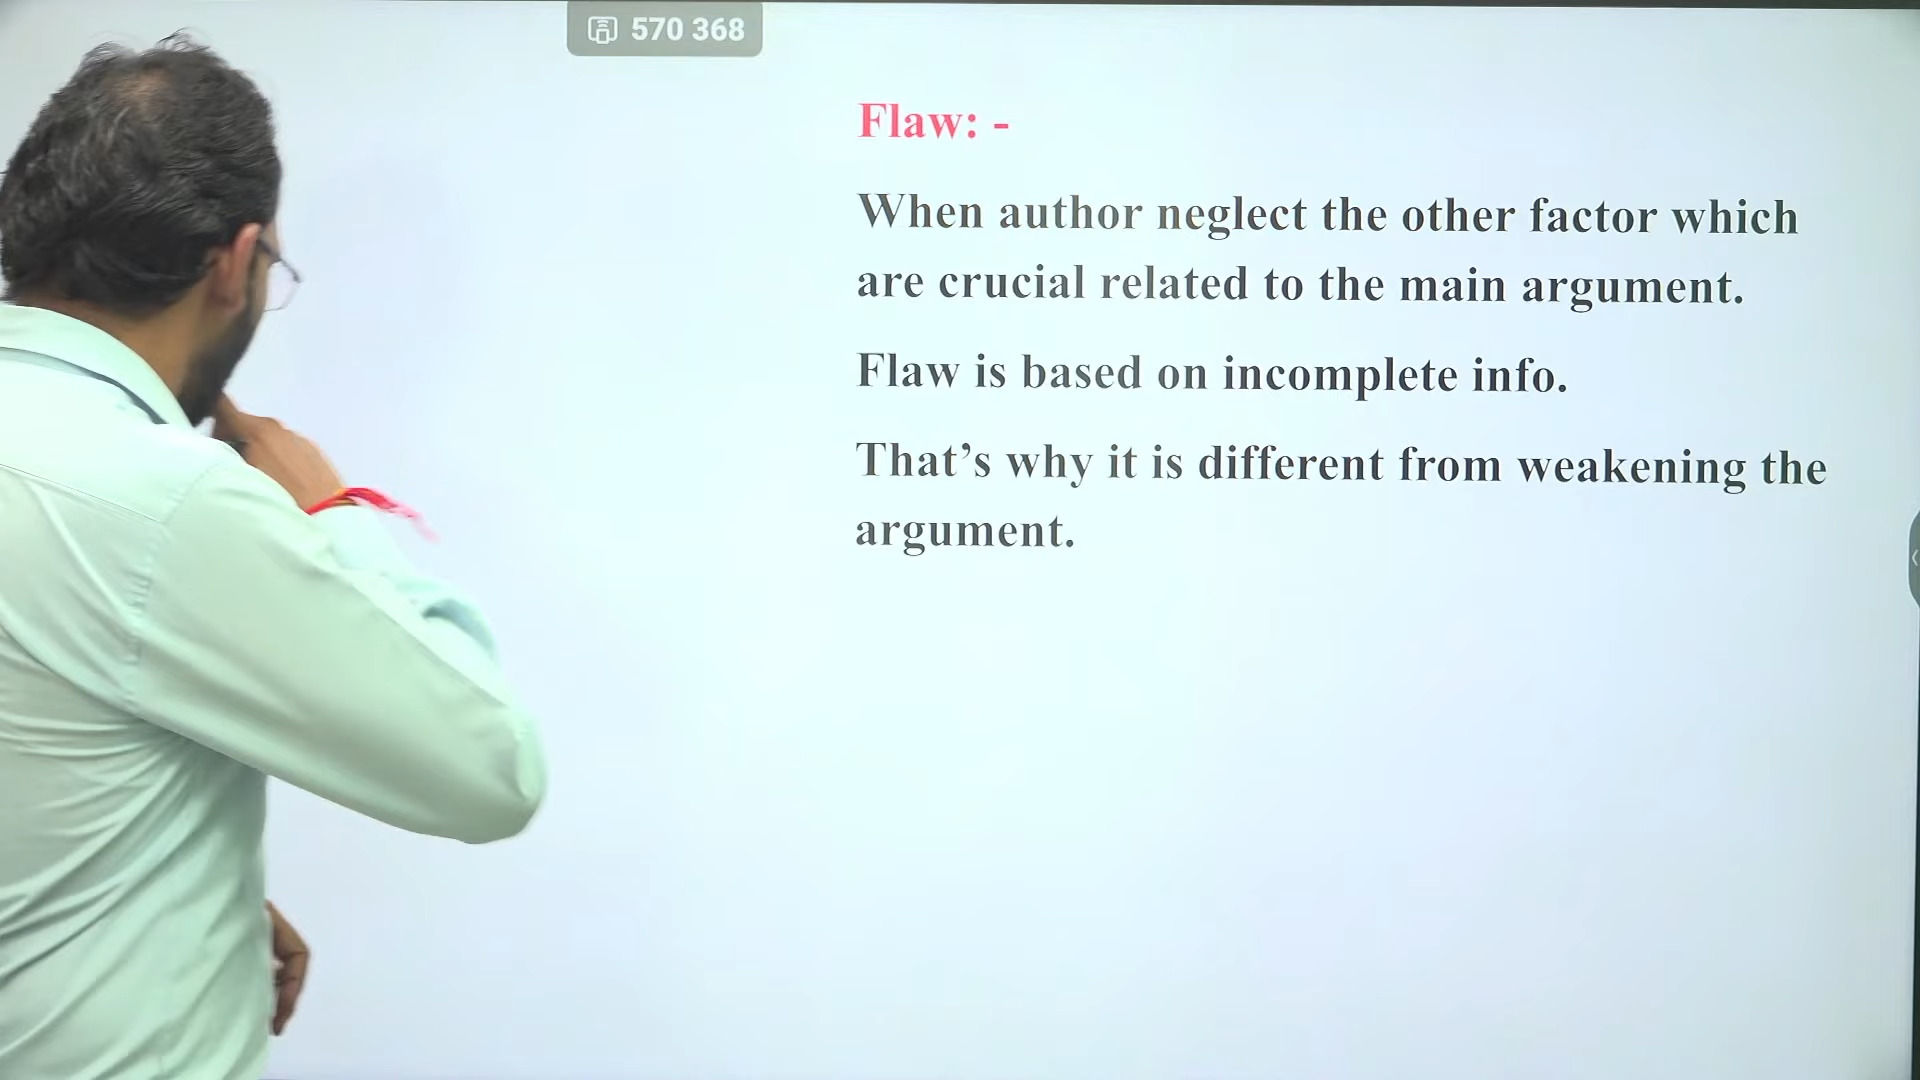 570 368
Flaw: -
When author neglect the other factor which
are crucial related to the main argument.
Flaw is based on incomplete info.
That’s why it is different from weakening the
argument.